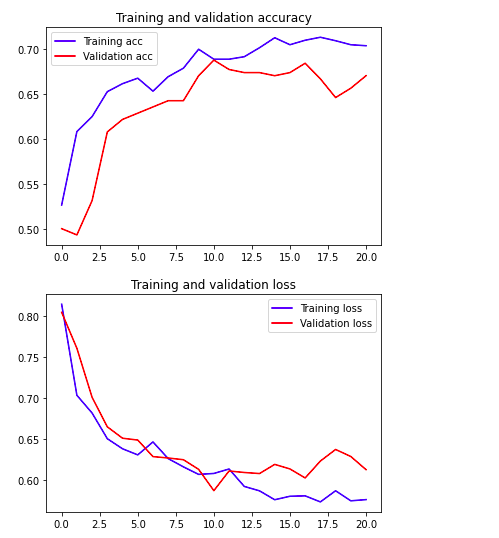 Training and validation accuracy
Training acc
Validation acc
0.70
0.65
0.60
0.55
0.50
0.0 2.5 5.0 7.5 10.0 12.5 15.0 17.5 20.0
Training and validation loss
Training loss
Validation loss
0.80
0.75
0.70
0.65
0.60
0.0 2.5 5.0 7.5 10.0 12.5 15.0 17.5 20.0